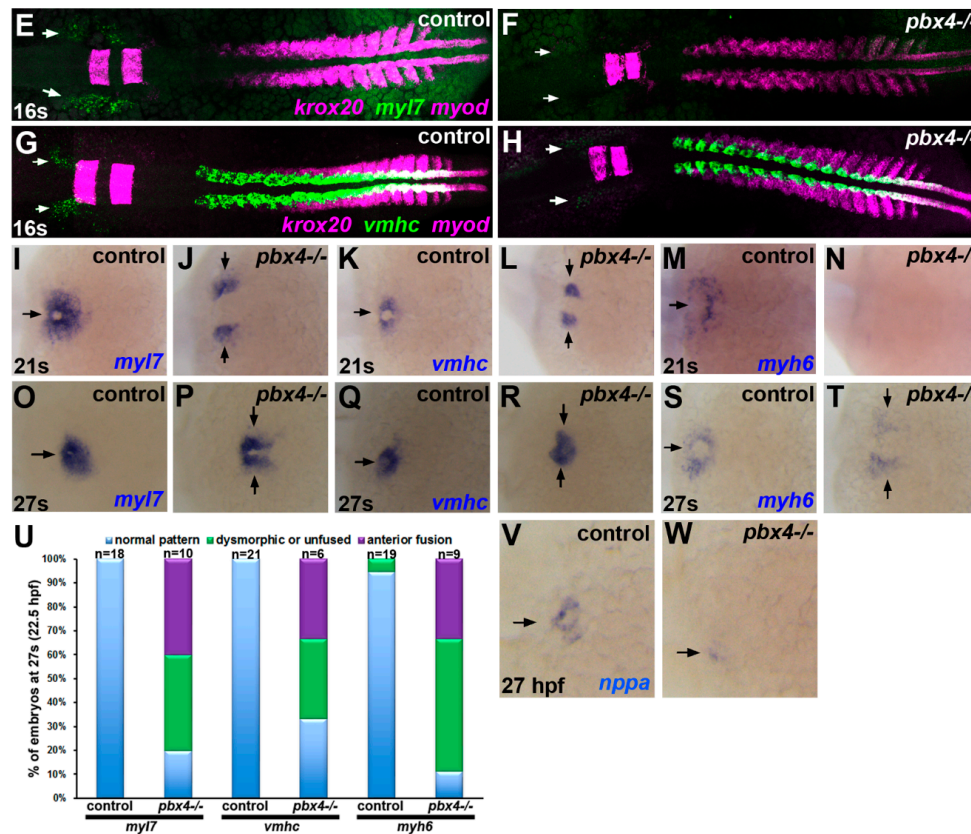 E control
16s krox20 myl7 myod
F pbx4-/-
G control
16s krox20 vmhc myod
H pbx4-/-
I control
21s myl7
J pbx4-/-
K control
21s vmhc
L pbx4-/-
M control
21s myh6
N pbx4-/-
O control
27s myl7
P pbx4-/-
Q control
27s vmhc
R pbx4-/-
S control
27s myh6
T pbx4-/-
U
normal pattern dysmorphic or unfused anterior fusion
n=18 n=10 n=21 n=6 n=19 n=9
100%
90%
80%
70%
60%
50%
40%
30%
20%
10%
0%
% of embryos at 27s (22.5 hpf)
control pbx4-/- control pbx4-/- control pbx4-/-
myl7 vmhc myh6
V control
27 hpf nppa
W pbx4-/-